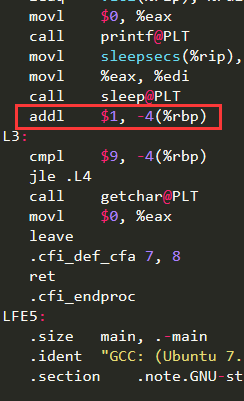 movl $0, %eax
call printf@PLT
movl sleepsecs(%rip),
movl %eax, %edi
call sleep@PLT
addl $1, -4(%rbp)
L3:
cmpl $9, -4(%rbp)
jle .L4
call getchar@PLT
movl $0, %eax
leave
.cfi_def_cfa 7, 8
ret
.cfi_endproc
LFE5:
.size main, .-main
.ident "GCC: (Ubuntu 7.
.section .note.GNU-st